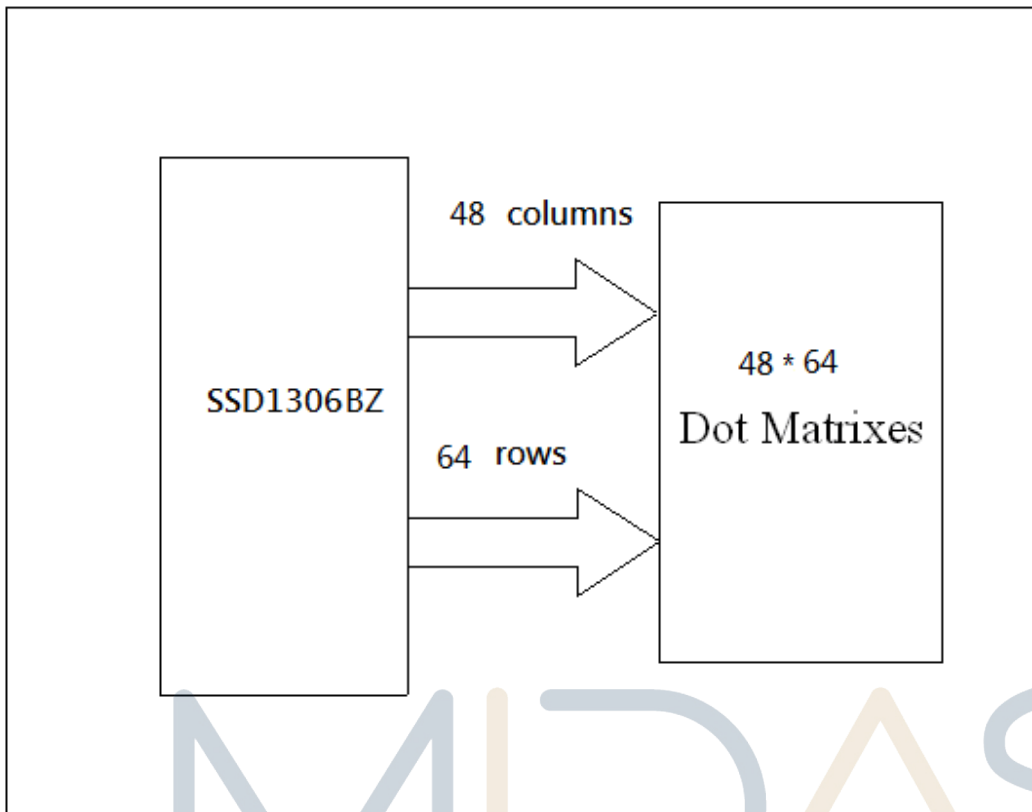 48 columns
SSD1306BZ
48 * 64
Dot Matrixes
64 rows
MIDAS